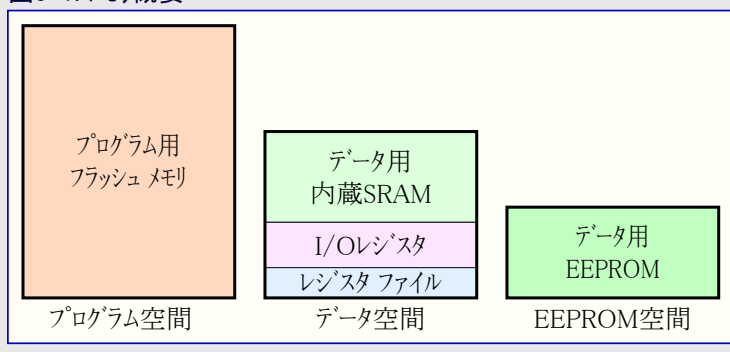 ﾌﾟﾛｸﾞﾗﾑ用
ﾌﾗｯｼｭ ﾒﾓﾘ
ﾃﾞｰﾀ用
内蔵SRAM
I/Oﾚｼﾞｽﾀ
ﾚｼﾞｽﾀ ﾌｧｲﾙ
ﾃﾞｰﾀ用
EEPROM
ﾌﾟﾛｸﾞﾗﾑ空間
ﾃﾞｰﾀ空間
EEPROM空間